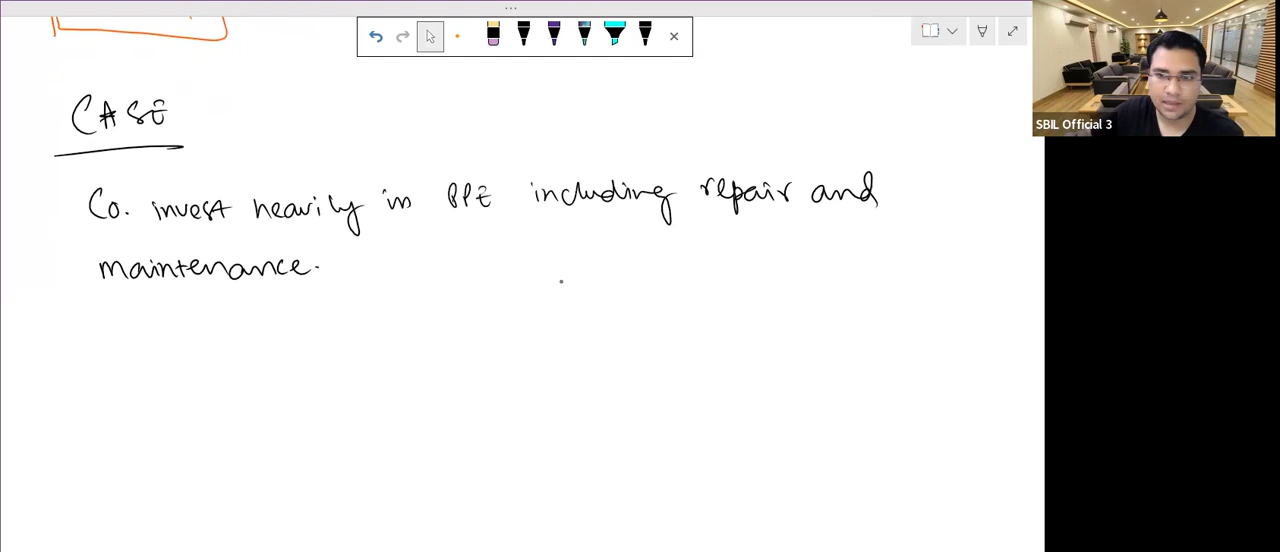 CASE
Co. invest heavily in PPE including repair and
maintenance.
SBIL Official 3